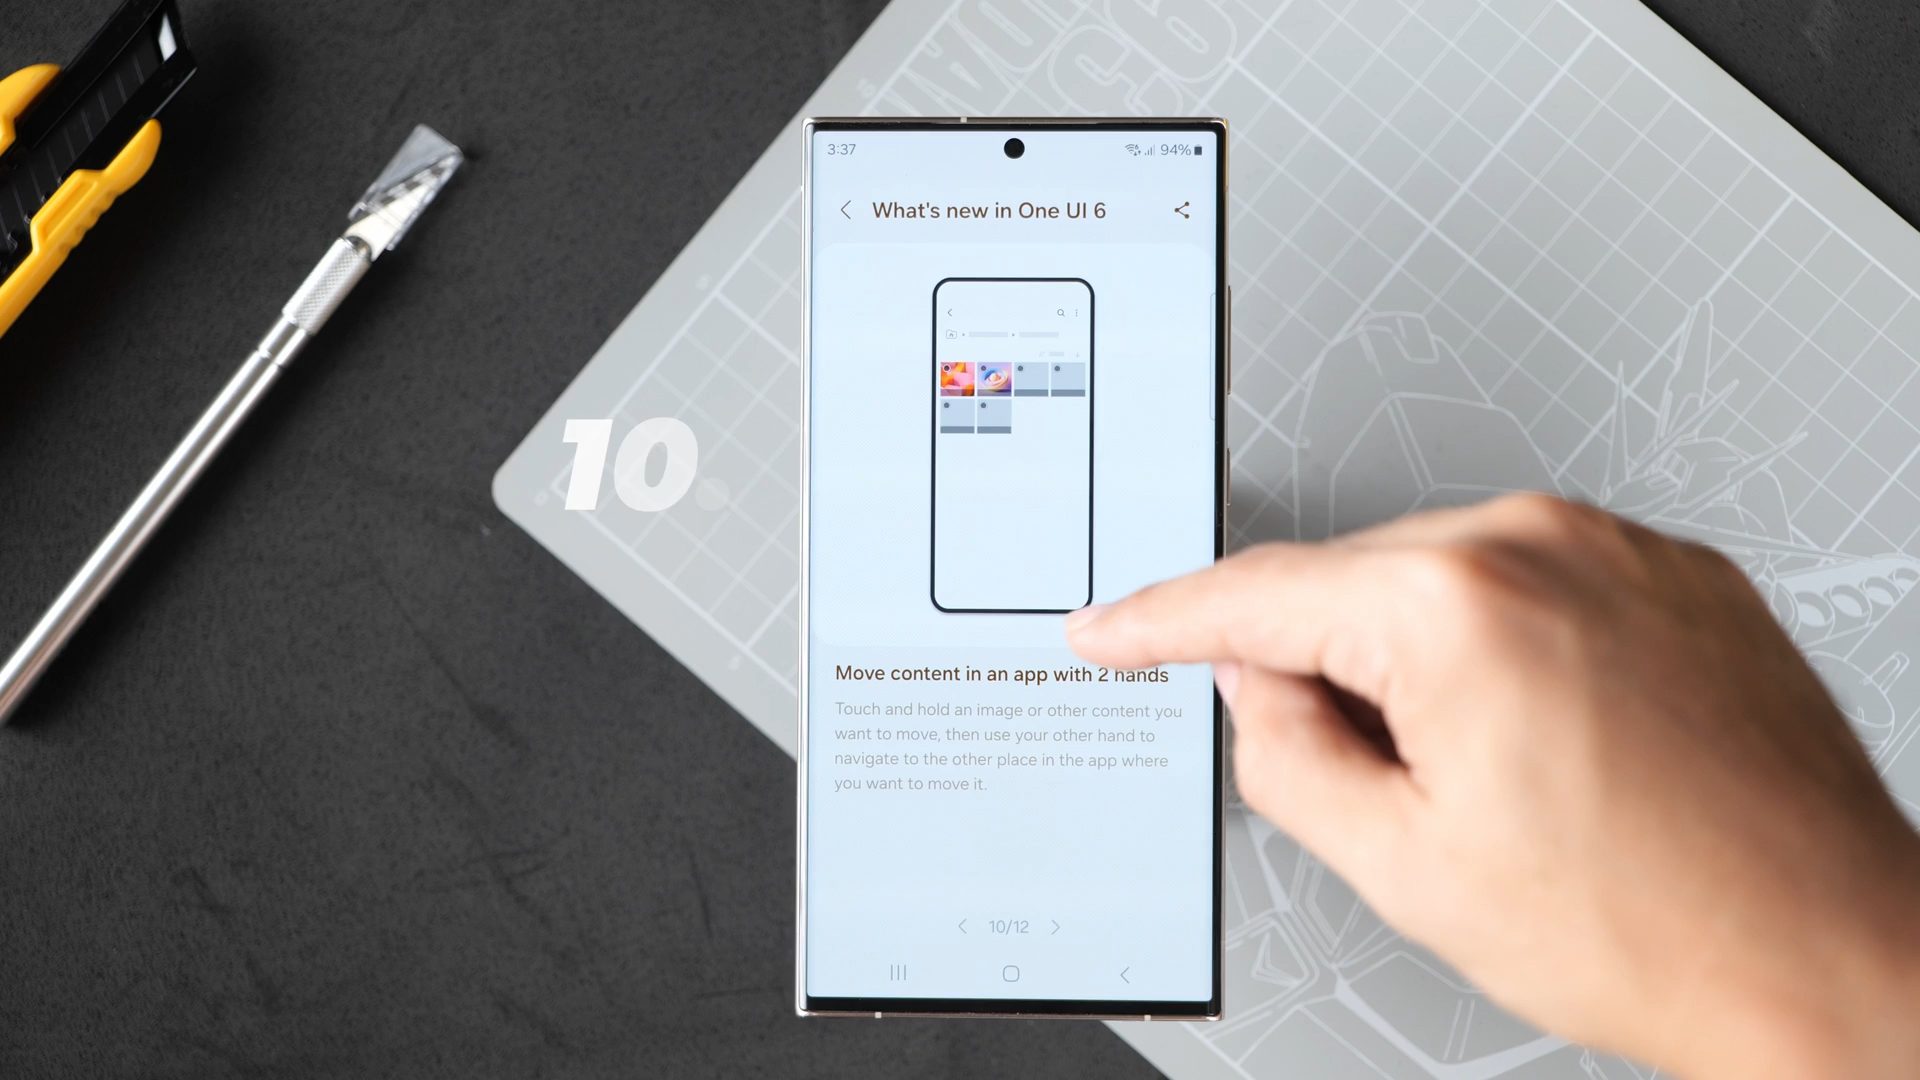 3:37
94%
What's new in One UI 6
10.
Move content in an app with 2 hands
Touch and hold an image or other content you
want to move, then use your other hand to
navigate to the other place in the app where
you want to move it.
10/12